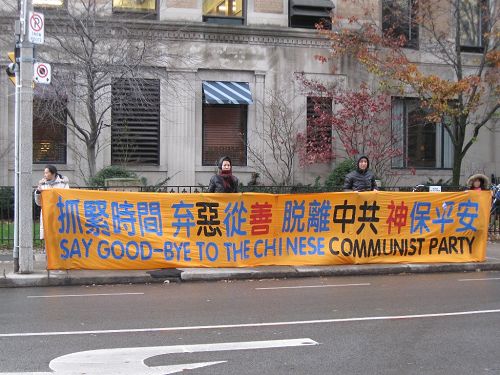 抓緊時間 弃惡從善 脱離中共 神保平安
SAY GOOD-BYE TO THE CHINESE COMMUNIST PARTY